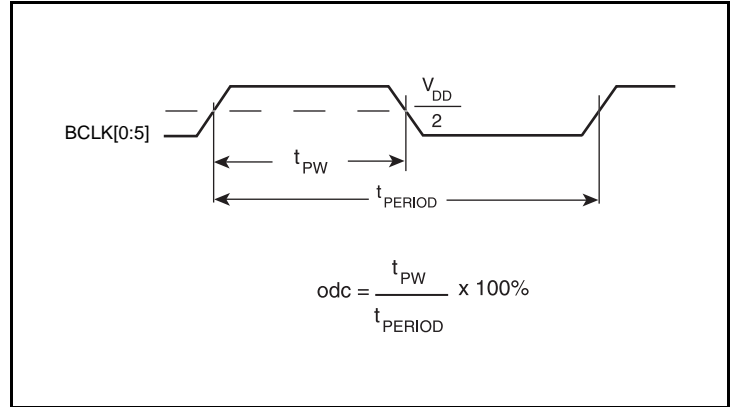 V_DD
2
BCLK[0:5]
t_PW
t_PERIOD
odc = t_PW / t_PERIOD x 100%